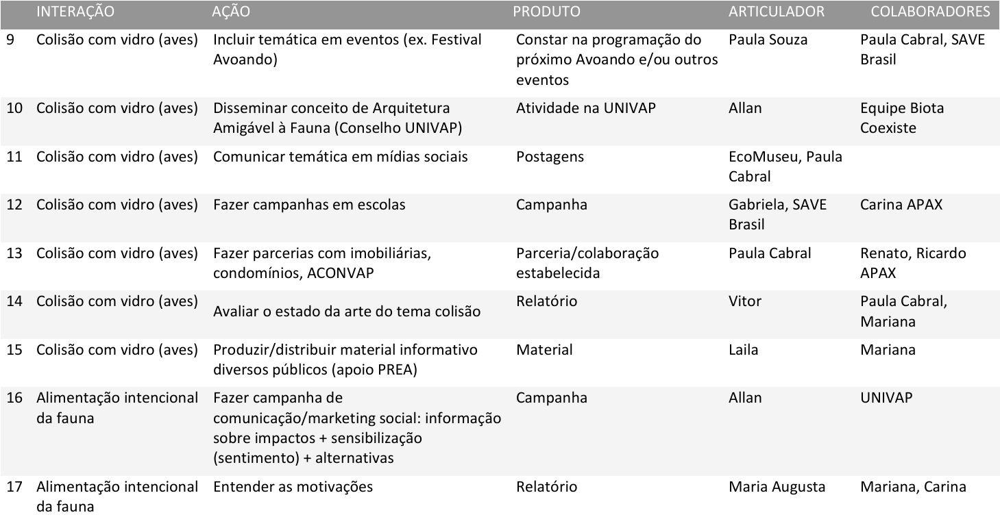 INTERAÇÃO AÇÃO PRODUTO ARTICULADOR COLABORADORES
9 Colisão com vidro (aves) Incluir temática em eventos (ex. Festival Constar na programação do Paula Souza Paula Cabral, SAVE
Avoando) próximo Avoando e/ou outros Brasil
eventos
10 Colisão com vidro (aves) Disseminar conceito de Arquitetura Atividade na UNIVAP Allan Equipe Biota
Amigável à Fauna (Conselho UNIVAP) Coexiste
11 Colisão com vidro (aves) Comunicar temática em mídias sociais Postagens EcoMuseu, Paula
Cabral
12 Colisão com vidro (aves) Fazer campanhas em escolas Campanha Gabriela, SAVE Carina APAX
Brasil
13 Colisão com vidro (aves) Fazer parcerias com imobiliárias, Parceria/colaboração Paula Cabral Renato, Ricardo
condomínios, ACONVAP estabelecida APAX
14 Colisão com vidro (aves) Avaliar o estado da arte do tema colisão Relatório Vitor Paula Cabral,
Mariana
15 Colisão com vidro (aves) Produzir/distribuir material informativo Material Laila Mariana
diversos públicos (apoio PREA)
16 Alimentação intencional Fazer campanha de Campanha Allan UNIVAP
da fauna comunicação/marketing social: informação
sobre impactos + sensibilização
(sentimento) + alternativas
17 Alimentação intencional Entender as motivações Relatório Maria Augusta Mariana, Carina
da fauna